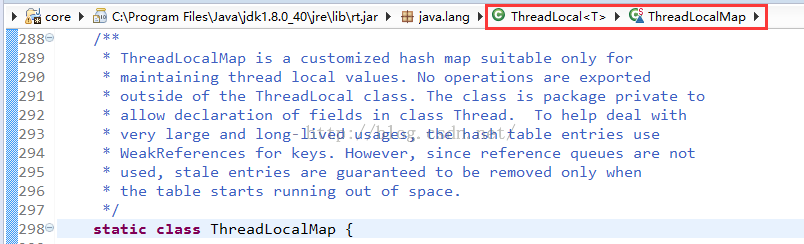 core C:\Program Files\Java\jdk1.8.0_40\jre\lib\rt.jar java.lang ThreadLocal<T> ThreadLocalMap
288 /**
289 * ThreadLocalMap is a customized hash map suitable only for
290 * maintaining thread local values. No operations are exported
291 * outside of the ThreadLocal class. The class is package private to
292 * allow declaration of fields in class Thread.  To help deal with
293 * very large and long-lived usages, the hash table entries use
http://blog.csdn.net/
294 * WeakReferences for keys. However, since reference queues are not
295 * used, stale entries are guaranteed to be removed only when
296 * the table starts running out of space.
297 */
298 static class ThreadLocalMap {